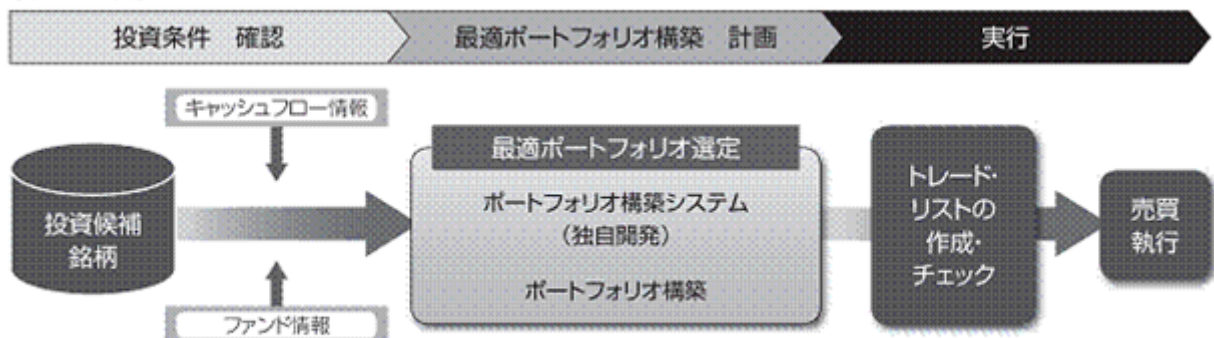 投資条件 確認
最適ポートフォリオ構築 計画
実行
キャッシュフロー情報
投資候補
銘柄
ファンド情報
最適ポートフォリオ選定
ポートフォリオ構築システム
（独自開発）
ポートフォリオ構築
トレード・
リストの
作成・
チェック
売買
執行